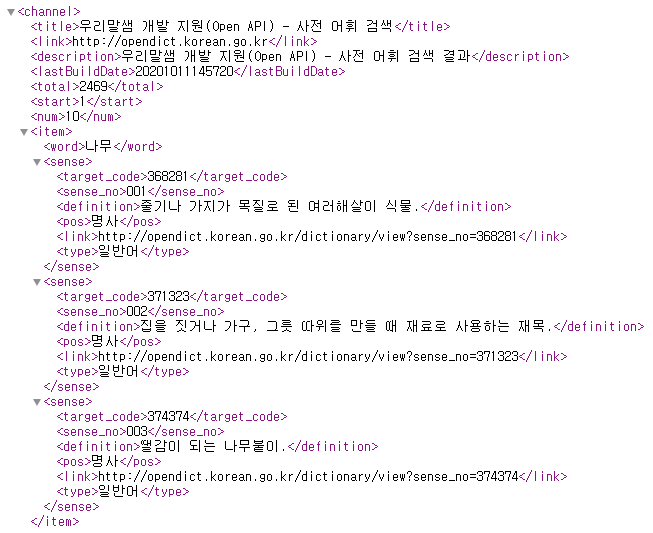 ▼<channel>
<title>우리말샘 개발 지원(Open API) - 사전 어휘 검색</title>
<link>http://opendict.korean.go.kr</link>
<description>우리말샘 개발 지원(Open API) - 사전 어휘 검색 결과</description>
<lastBuildDate>20201011145720</lastBuildDate>
<total>2469</total>
<start>1</start>
<num>10</num>
▼<item>
<word>나무</word>
▼<sense>
<target_code>368281</target_code>
<sense_no>001</sense_no>
<definition>줄기나 가지가 목질로 된 여러해살이 식물.</definition>
<pos>명사</pos>
<link>http://opendict.korean.go.kr/dictionary/view?sense_no=368281</link>
<type>일반어</type>
</sense>
▼<sense>
<target_code>371323</target_code>
<sense_no>002</sense_no>
<definition>집을 짓거나 가구, 그릇 따위를 만들 때 재료로 사용하는 재목.</definition>
<pos>명사</pos>
<link>http://opendict.korean.go.kr/dictionary/view?sense_no=371323</link>
<type>일반어</type>
</sense>
▼<sense>
<target_code>374374</target_code>
<sense_no>003</sense_no>
<definition>땔감이 되는 나무붙이.</definition>
<pos>명사</pos>
<link>http://opendict.korean.go.kr/dictionary/view?sense_no=374374</link>
<type>일반어</type>
</sense>
</item>